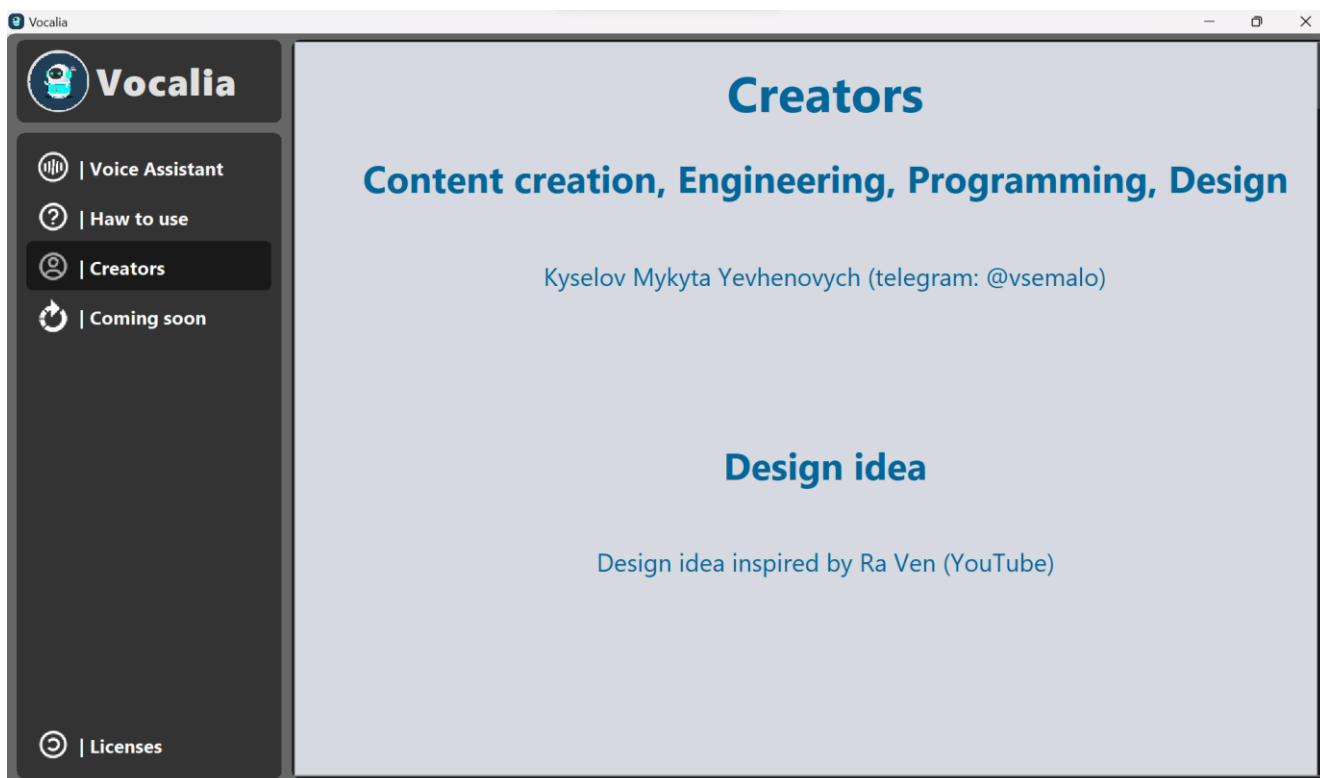 Vocalia
Vocalia
| Voice Assistant
| Haw to use
| Creators
| Coming soon
| Licenses
Creators
Content creation, Engineering, Programming, Design
Kyselov Mykyta Yevhenovych (telegram: @vsemalo)
Design idea
Design idea inspired by Ra Ven (YouTube)